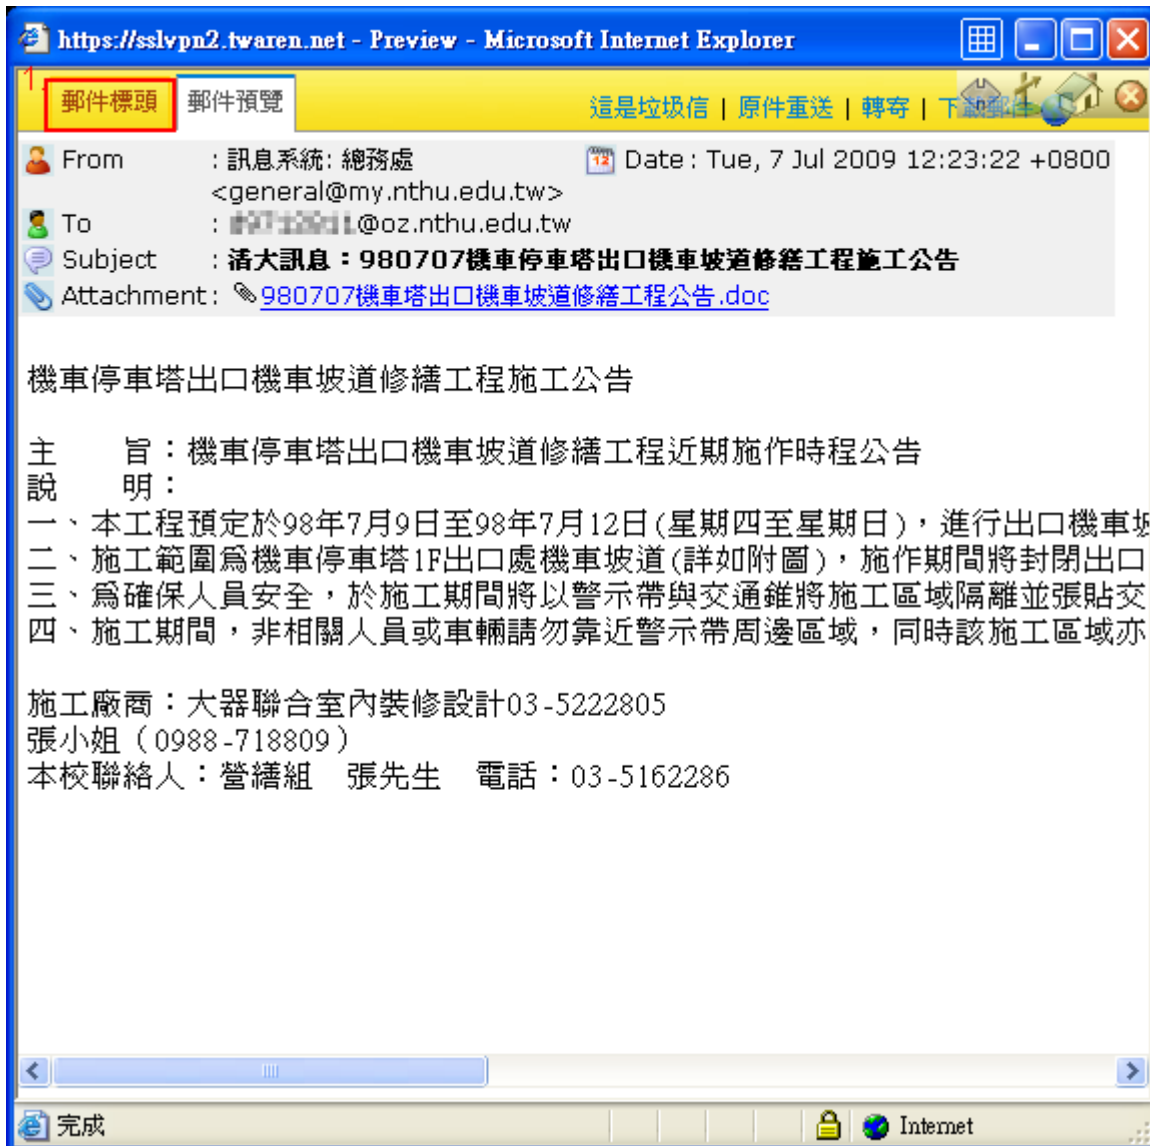 https://sslvpn2.twaren.net - Preview - Microsoft Internet Explorer
1.
郵件標頭 郵件預覽 這是垃圾信 | 原件重送 | 轉寄 | 下載郵件
From : 訊息系統: 總務處 Date : Tue, 7 Jul 2009 12:23:22 +0800
<general@my.nthu.edu.tw>
To : @oz.nthu.edu.tw
Subject : 清大訊息：980707機車停車塔出口機車坡道修繕工程施工公告
Attachment : 980707機車塔出口機車坡道修繕工程公告.doc
機車停車塔出口機車坡道修繕工程施工公告
主　　旨：機車停車塔出口機車坡道修繕工程近期施作時程公告
說　　明：
一、本工程預定於98年7月9日至98年7月12日(星期四至星期日)，進行出口機車坡
二、施工範圍為機車停車塔1F出口處機車坡道(詳如附圖)，施作期間將封閉出口
三、為確保人員安全，於施工期間將以警示帶與交通錐將施工區域隔離並張貼交
四、施工期間，非相關人員或車輛請勿靠近警示帶周邊區域，同時該施工區域亦
施工廠商：大器聯合室內裝修設計03-5222805
張小姐（0988-718809）
本校聯絡人：營繕組　張先生　電話：03-5162286
完成 Internet